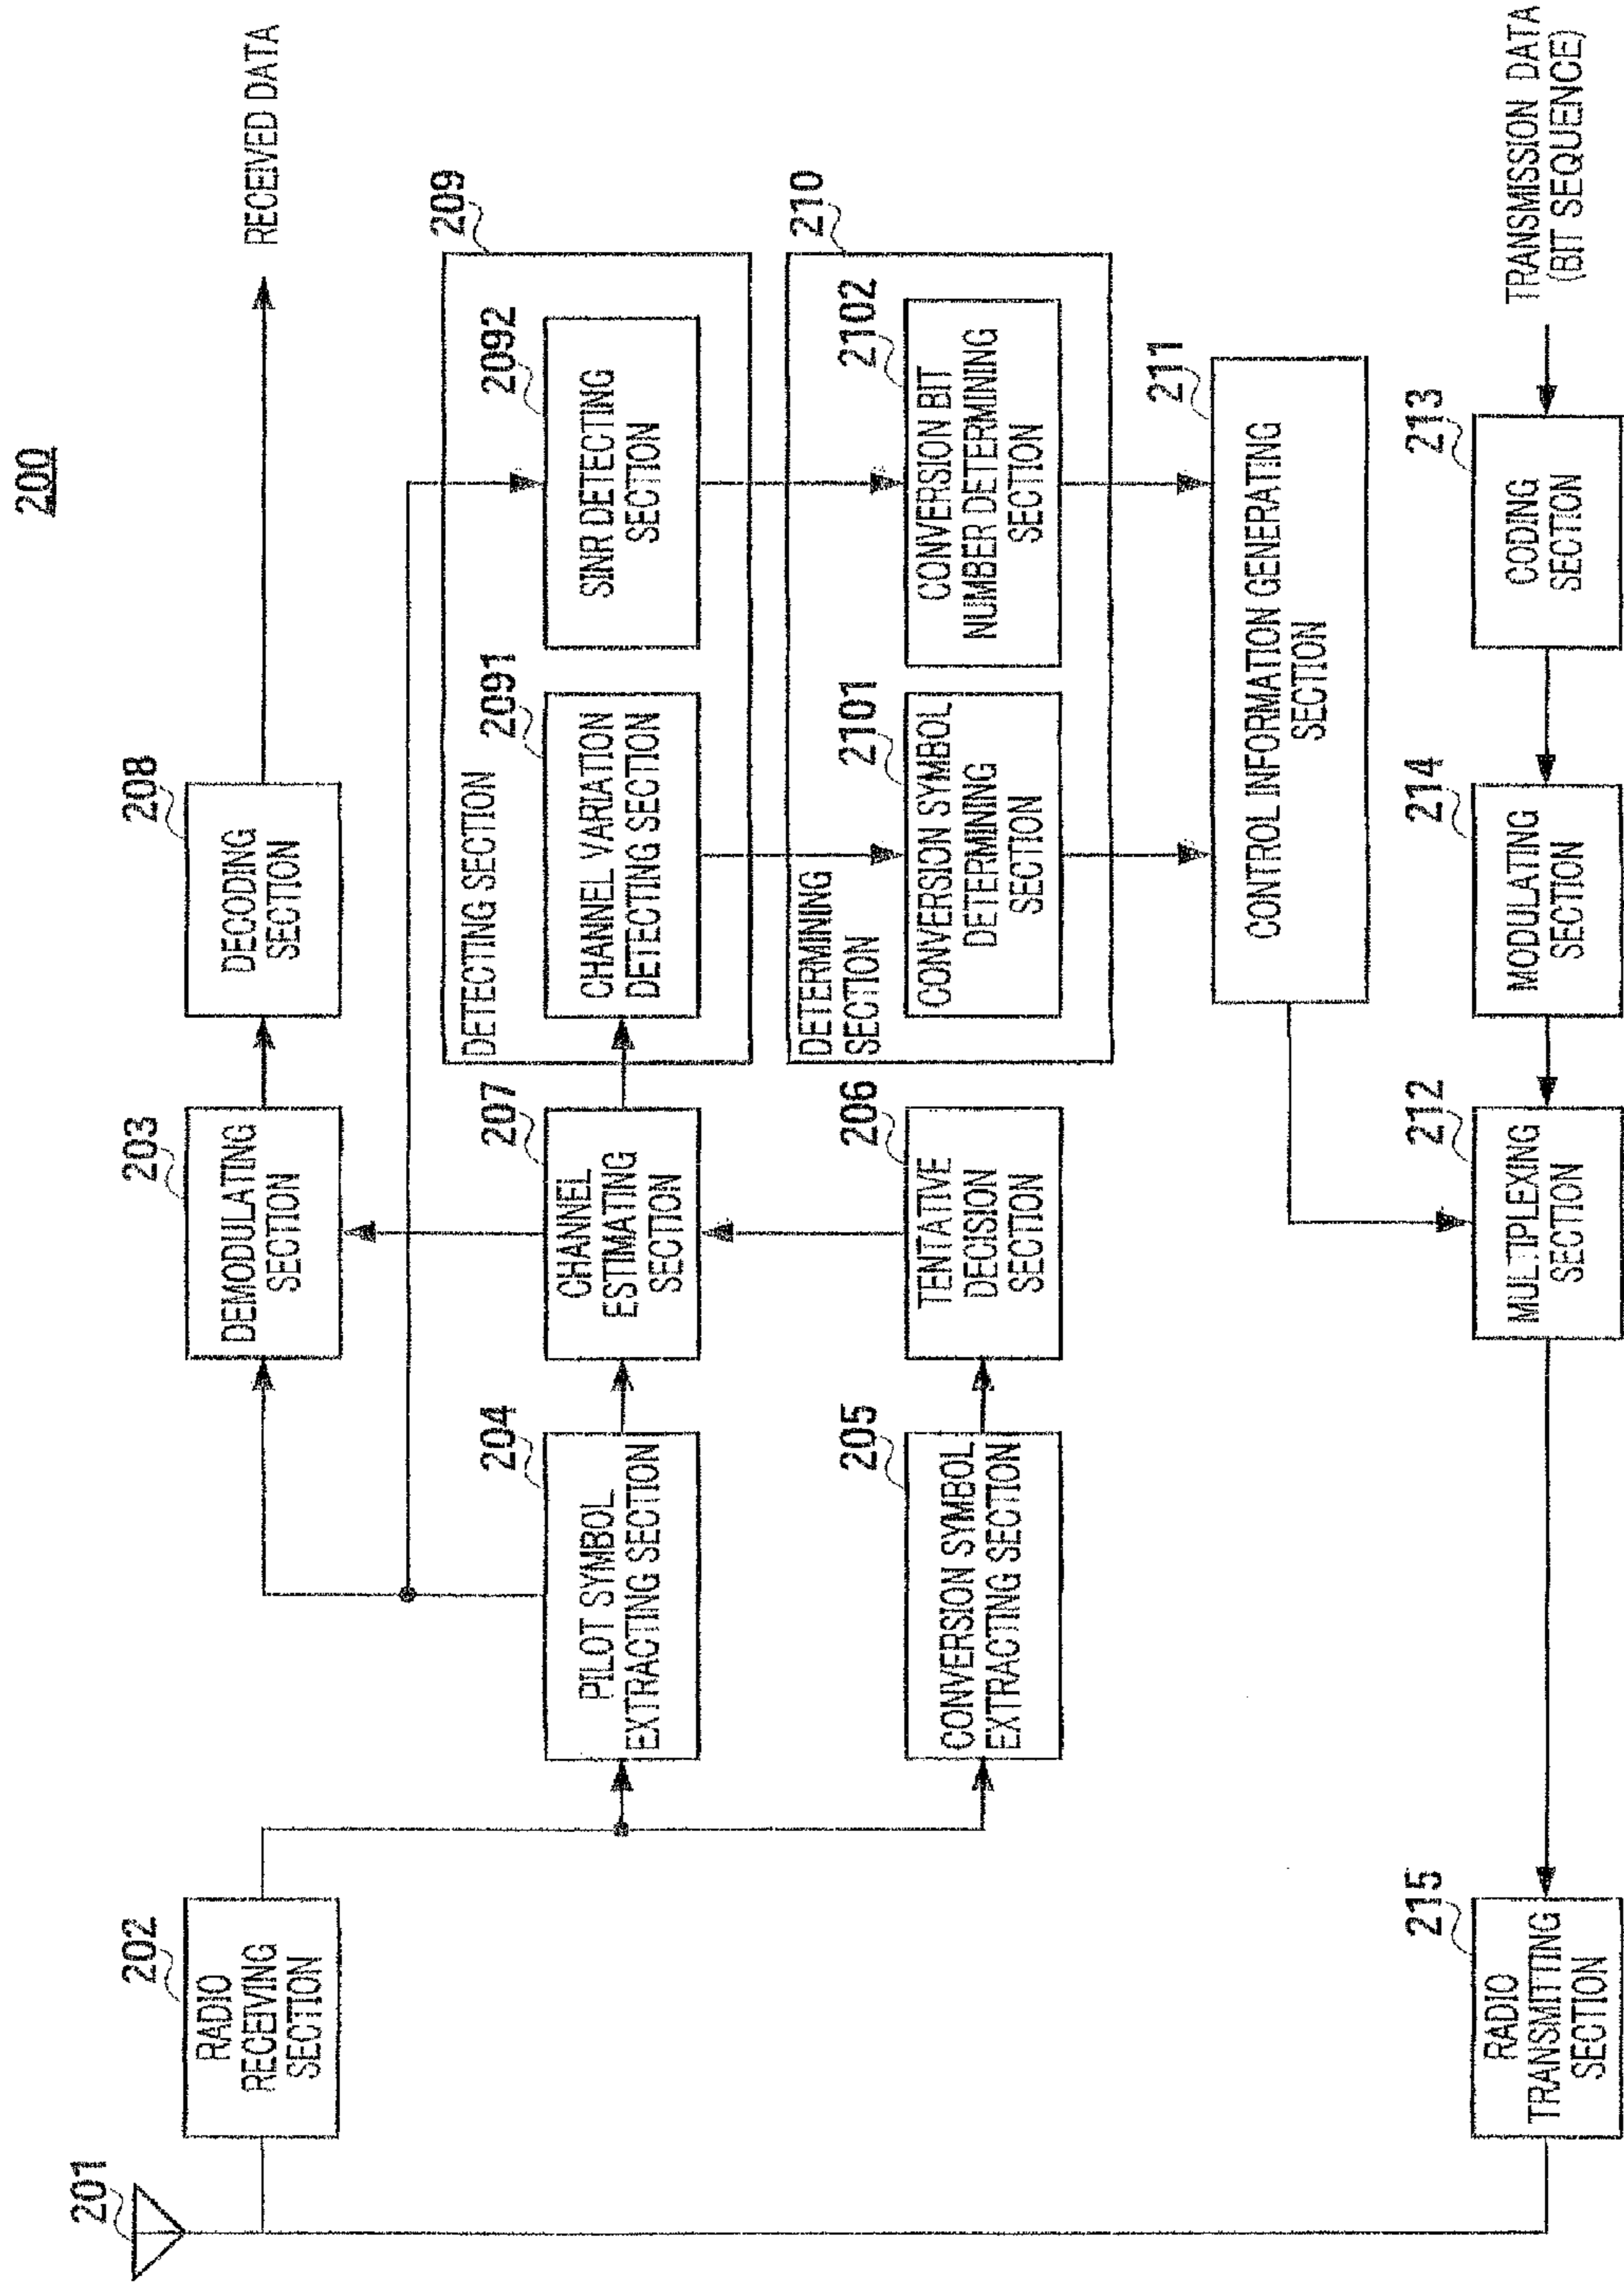 200
201
202
RADIO
RECEIVING
SECTION
203
DEMODULATING
SECTION
208
DECODING
SECTION
RECEIVED DATA
204
PILOT SYMBOL
EXTRACTING SECTION
207
CHANNEL
ESTIMATING
SECTION
209
DETECTING SECTION
2091
CHANNEL VARIATION
DETECTING SECTION
2092
SINR DETECTING
SECTION
205
CONVERSION SYMBOL
EXTRACTING SECTION
206
TENTATIVE
DECISION
SECTION
210
DETERMINING
SECTION
2101
CONVERSION SYMBOL
DETERMINING
SECTION
2102
CONVERSION BIT
NUMBER DETERMINING
SECTION
211
CONTROL INFORMATION GENERATING
SECTION
215
RADIO
TRANSMITTING
SECTION
212
MULTIPLEXING
SECTION
214
MODULATING
SECTION
213
CODING
SECTION
TRANSMISSION DATA
(BIT SEQUENCE)